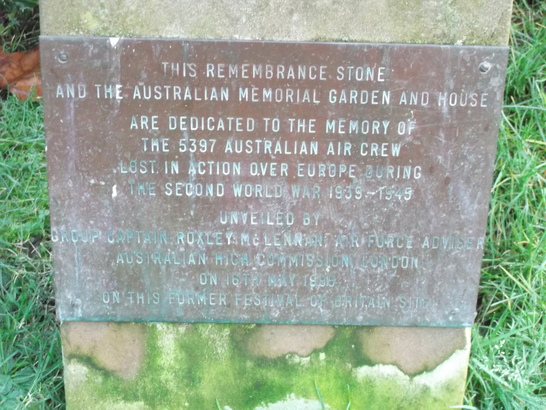 THIS REMEMBRANCE STONE
AND THE AUSTRALIAN MEMORIAL GARDEN AND HOUSE
ARE DEDICATED TO THE MEMORY OF
THE 5397 AUSTRALIAN AIR CREW
LOST IN ACTION OVER EUROPE DURING
THE SECOND WORLD WAR 1939-1945
UNVEILED BY
GROUP CAPTAIN ROXLEY McLENNAN, AIR FORCE ADVISER
AUSTRALIAN HIGH COMMISSION, LONDON
ON 16TH MAY
ON THIS FORMER FESTIVAL OF BRITAIN SITE